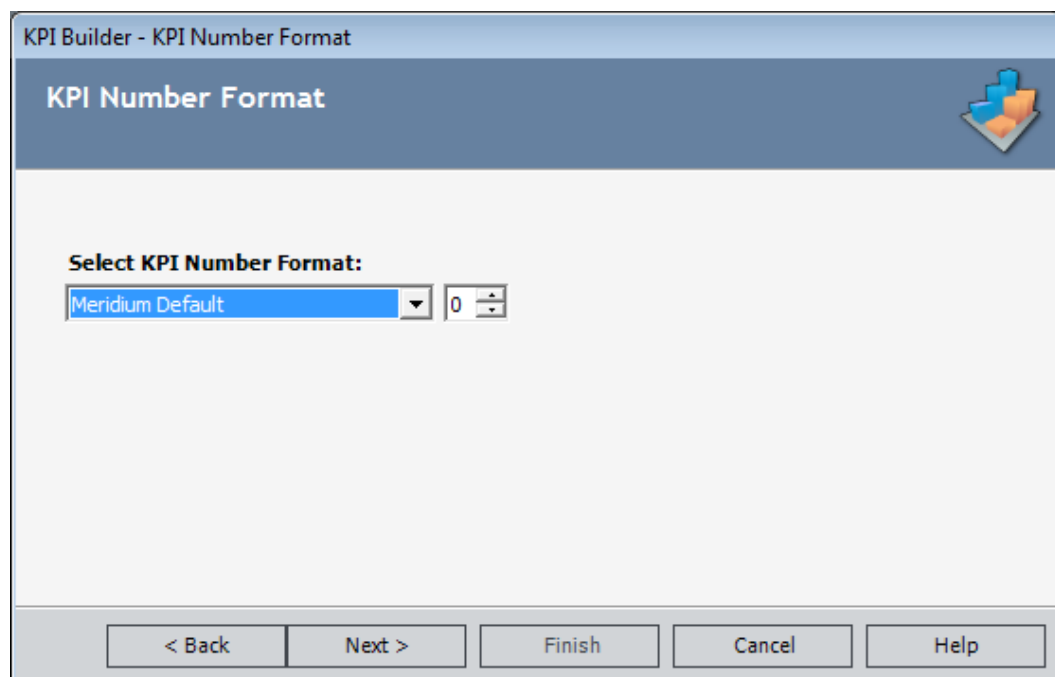 KPI Builder - KPI Number Format
KPI Number Format
Select KPI Number Format:
Meridium Default 0
< Back Next > Finish Cancel Help